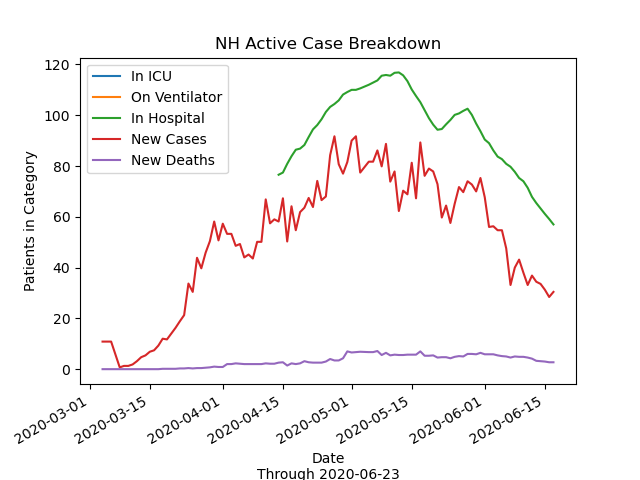 NH Active Case Breakdown
120
100
80
60
40
20
0
Patients in Category
In ICU
On Ventilator
In Hospital
New Cases
New Deaths
2020-03-01
2020-03-15
2020-04-01
2020-04-15
2020-05-01
2020-05-15
2020-06-01
2020-06-15
Date
Through 2020-06-23